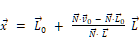 x⃗ = L⃗₀ + (N⃗·v⃗₀ − N⃗·L⃗₀)/(N⃗· L⃗) L⃗